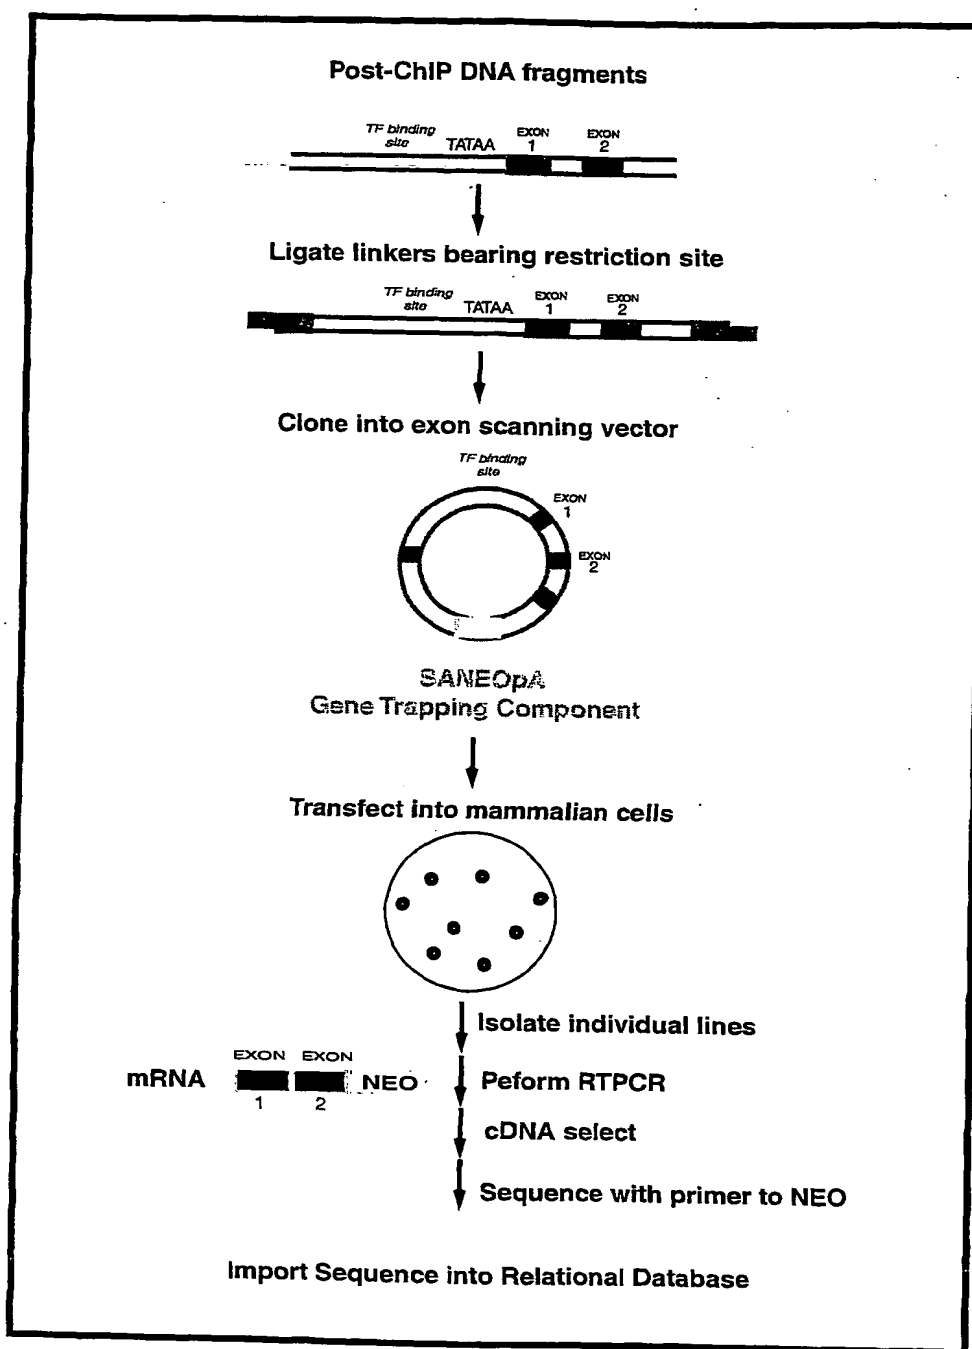 Post-ChIP DNA fragments
TF binding
site
TATAA
EXON
1
EXON
2
Ligate linkers bearing restriction site
TF binding
site
TATAA
EXON
1
EXON
2
Clone into exon scanning vector
TF binding
site
EXON
1
EXON
2
SANEOpA
Gene Trapping Component
Transfect into mammalian cells
Isolate individual lines
mRNA
EXON EXON
1 2
NEO
Peform RTPCR
cDNA select
Sequence with primer to NEO
Import Sequence into Relational Database